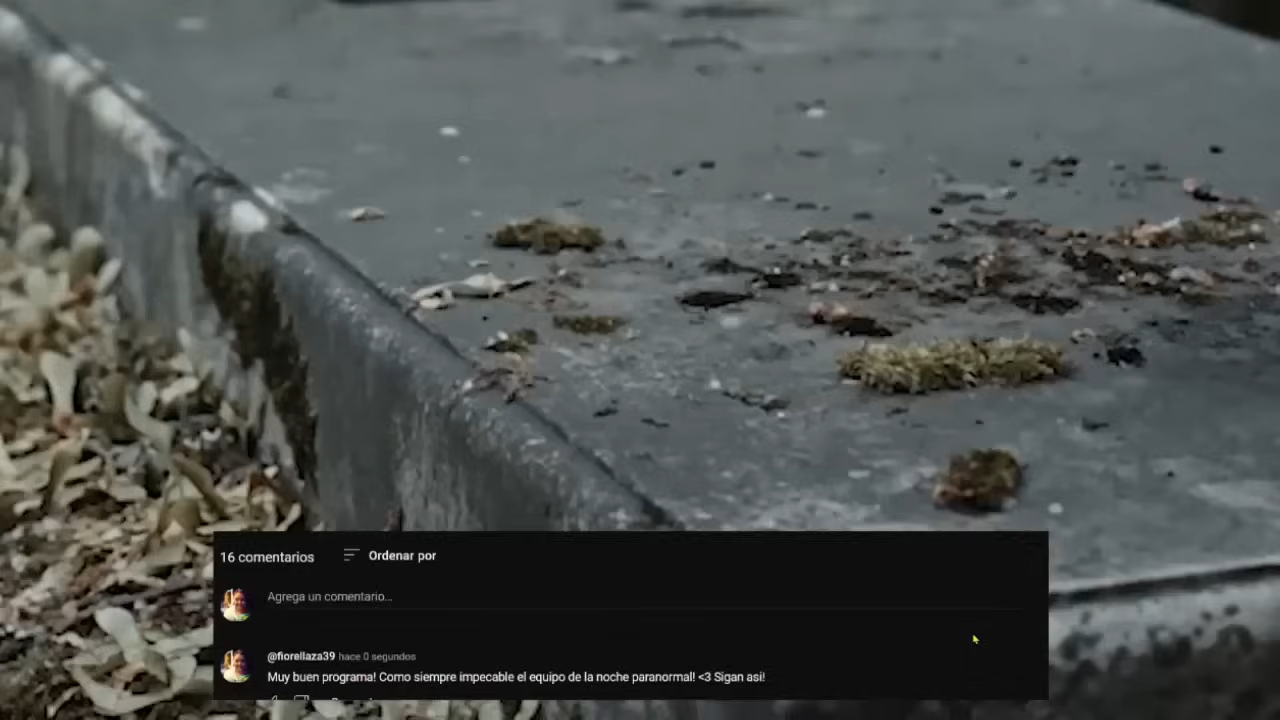 16 comentarios
Ordenar por
Agrega un comentario...
@fiorellaza39 hace 0 segundos
Muy buen programa! Como siempre impecable el equipo de la noche paranormal! <3 Sigan asi!